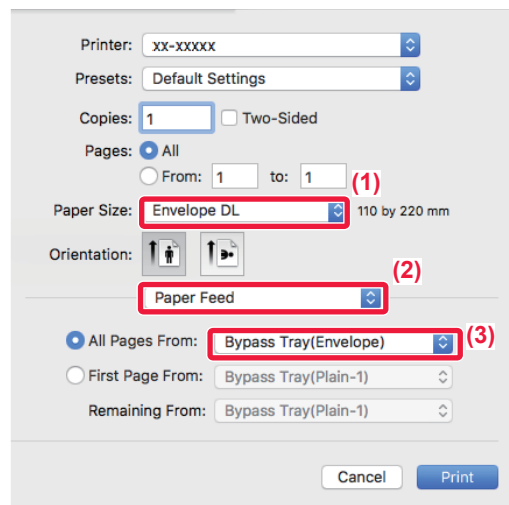 Printer: xx-xxxxx
Presets: Default Settings
Copies: 1 Two-Sided
Pages: All
From: 1 to: 1
(1)
Paper Size: Envelope DL 110 by 220 mm
Orientation:
(2)
Paper Feed
All Pages From: Bypass Tray(Envelope) (3)
First Page From: Bypass Tray(Plain-1)
Remaining From: Bypass Tray(Plain-1)
Cancel Print